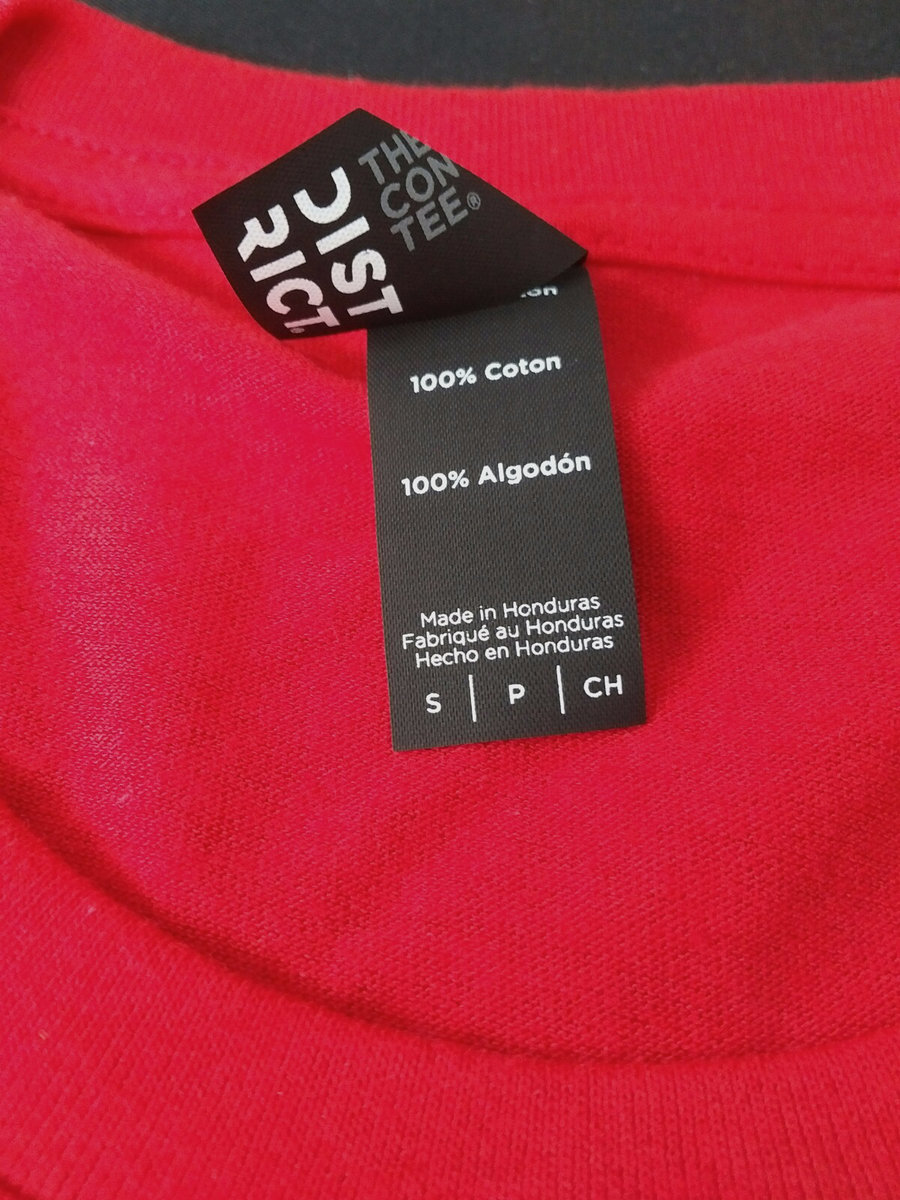 DIST
RICT.
THE
CON
TEE®
100% Coton
100% Algodón
Made in Honduras
Fabriqué au Honduras
Hecho en Honduras
S | P | CH